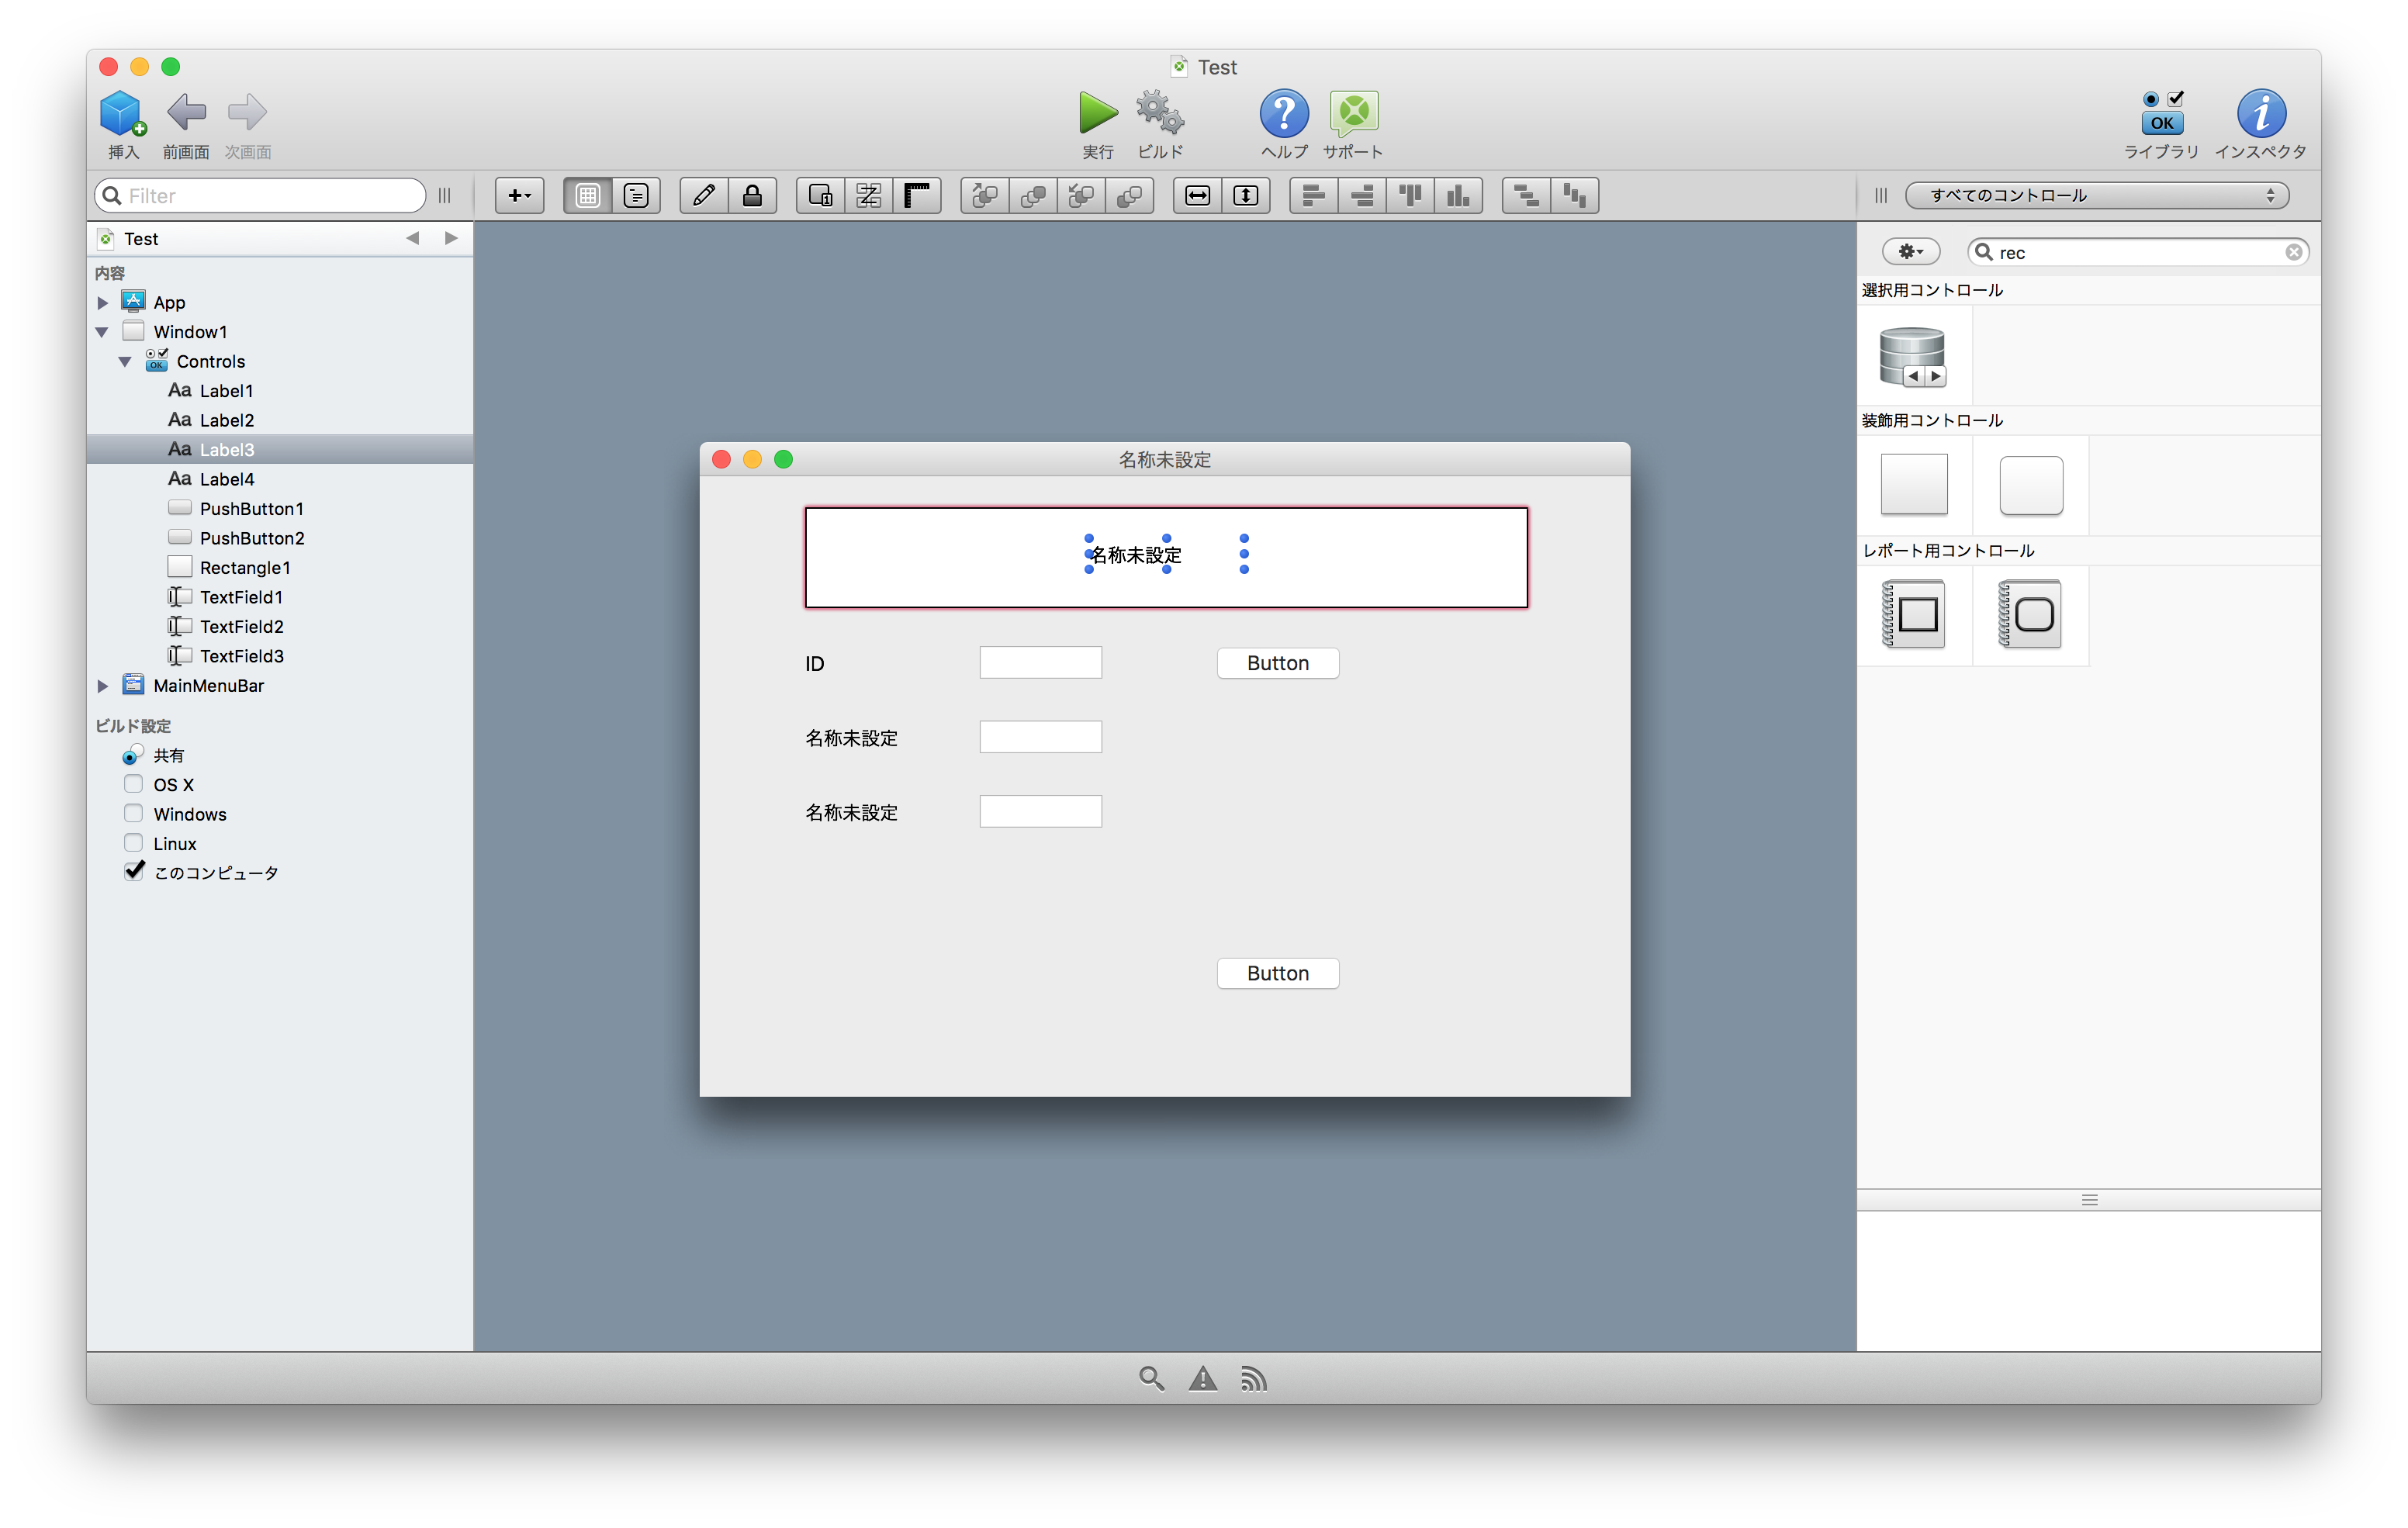 Test
挿入
前画面
次画面
実行
ビルド
ヘルプ
サポート
OK
ライブラリ
インスペクタ
Filter
すべてのコントロール
Test
内容
App
Window1
Controls
Aa Label1
Aa Label2
Aa Label3
Aa Label4
PushButton1
PushButton2
Rectangle1
TextField1
TextField2
TextField3
MainMenuBar
ビルド設定
共有
OS X
Windows
Linux
このコンピュータ
名称未設定
名称未設定
ID
Button
名称未設定
名称未設定
Button
rec
選択用コントロール
装飾用コントロール
レポート用コントロール